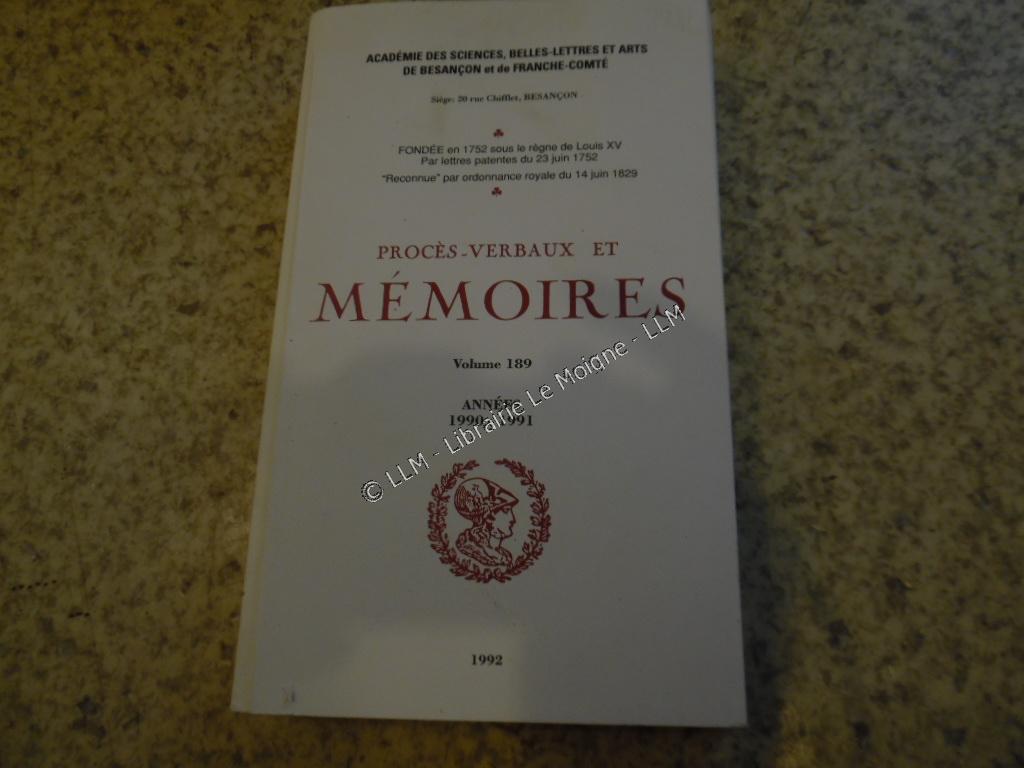 ACADÉMIE DES SCIENCES, BELLES-LETTRES ET ARTS
DE BESANÇON et de FRANCHE-COMTÉ
Siège: 20 rue Chifflet, BESANÇON
FONDÉE en 1752 sous le règne de Louis XV
Par lettres patentes du 23 juin 1752
"Reconnue" par ordonnance royale du 14 juin 1829
PROCÈS-VERBAUX ET
MÉMOIRES
Volume 189
1990 1991
© LLM - Librairie Le Moigne - LLM
1992